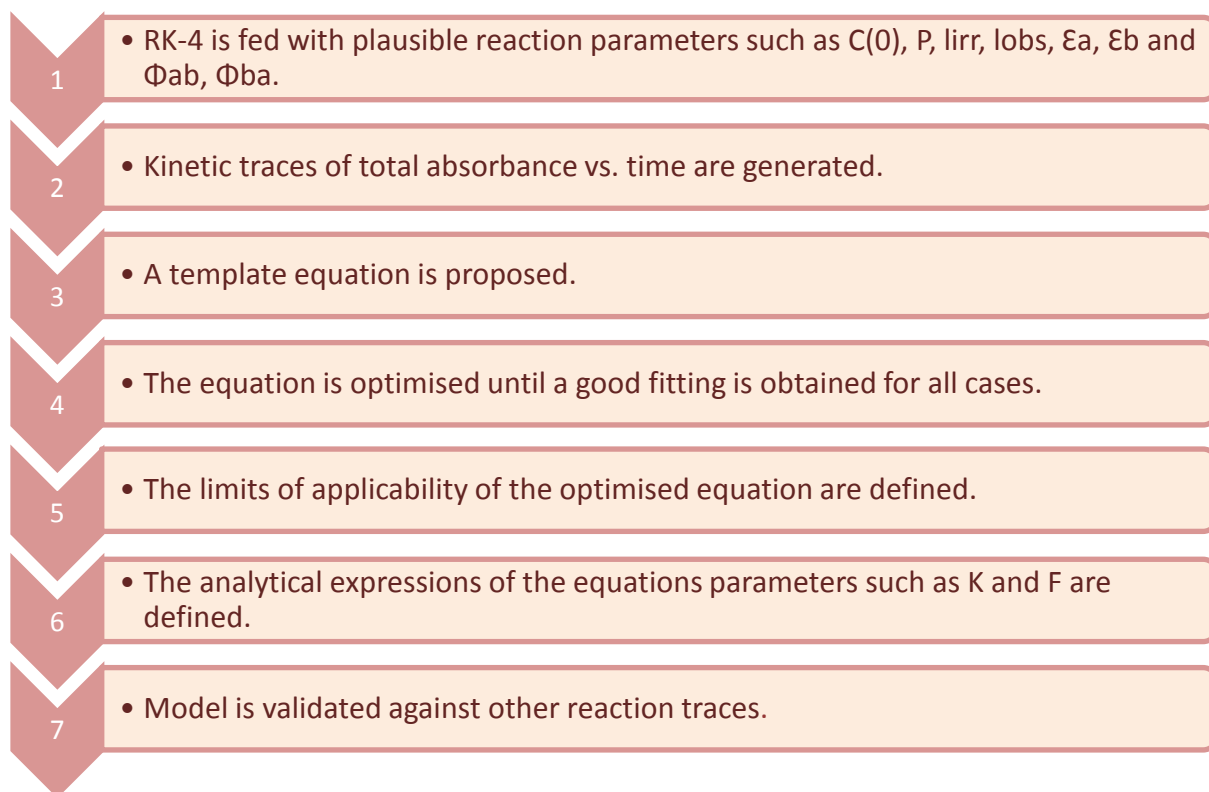 1
• RK-4 is fed with plausible reaction parameters such as C(0), P, lirr, lobs, Ɛa, Ɛb and
Φab, Φba.
2
• Kinetic traces of total absorbance vs. time are generated.
3
• A template equation is proposed.
4
• The equation is optimised until a good fitting is obtained for all cases.
5
• The limits of applicability of the optimised equation are defined.
6
• The analytical expressions of the equations parameters such as K and F are
defined.
7
• Model is validated against other reaction traces.